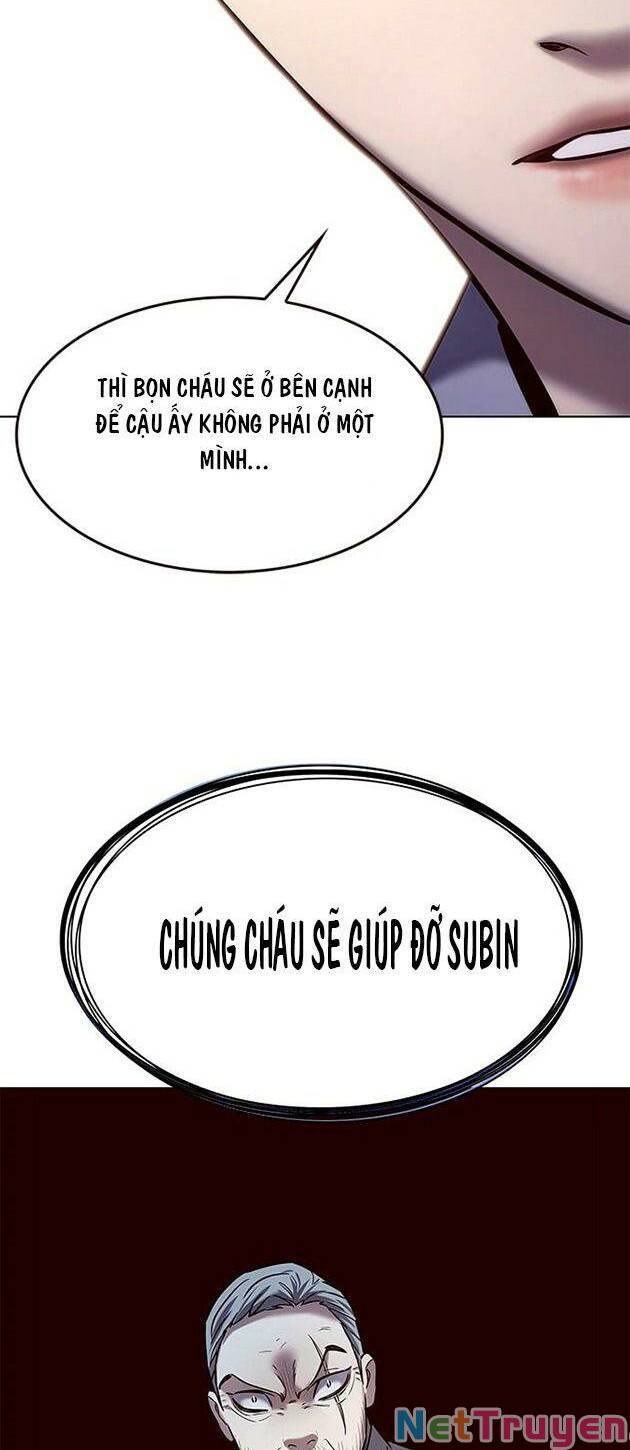 THÌ BỌN CHÁU SẼ Ở BÊN CẠNH
ĐỂ CẬU ẤY KHÔNG PHẢI Ở MỘT
MÌNH...
CHÚNG CHÁU SẼ GIÚP ĐỠ SUBIN
NetTruyen